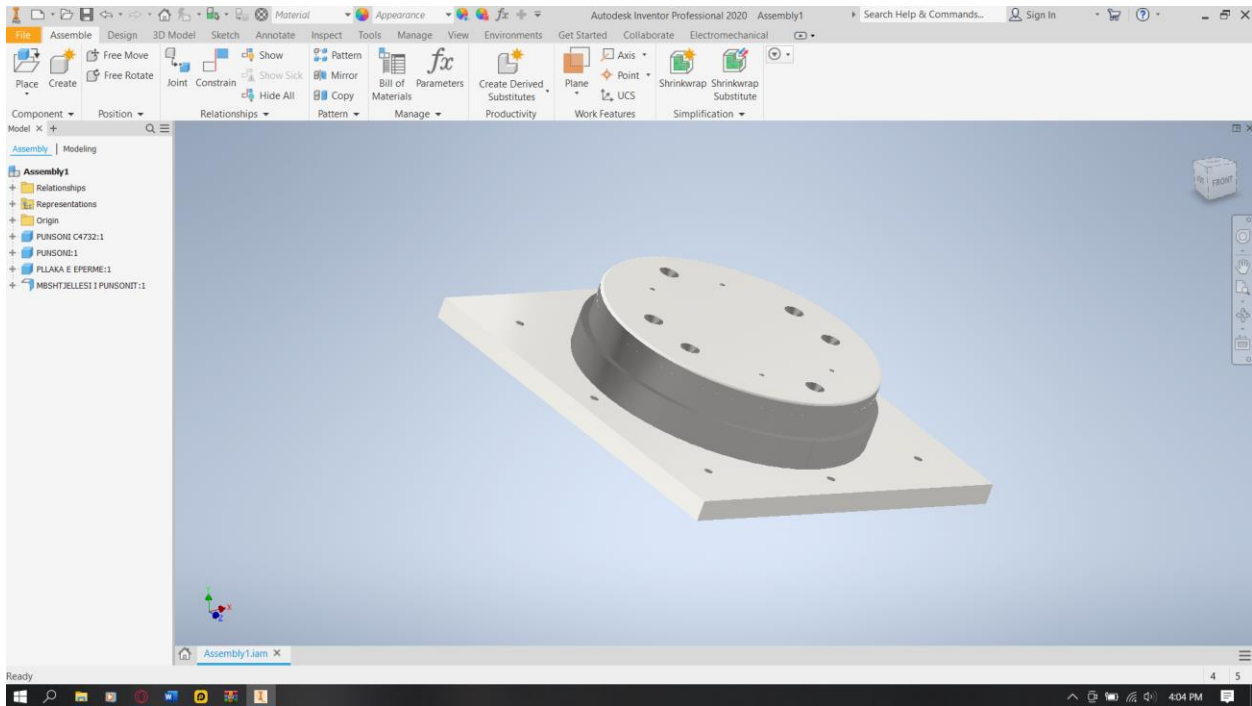 Material
Appearance
Autodesk Inventor Professional 2020 Assembly1
Search Help & Commands...
Sign In
File Assemble Design 3D Model Sketch Annotate Inspect Tools Manage View Environments Get Started Collaborate Electromechanical
Place
Create
Free Move
Free Rotate
Joint
Constrain
Show
Show Sick
Hide All
Pattern
Mirror
Copy
Bill of Materials
fx
Parameters
Create Derived Substitutes
Plane
Axis
Point
UCS
Shrinkwrap
Shrinkwrap Substitute
Component Position Relationships Pattern Manage Productivity Work Features Simplification
Model
Assembly | Modeling
Assembly1
Relationships
Representations
Origin
PUNSONI C4732:1
PUNSONI:1
PLLAKA E EPERME:1
MBSHTJELLESI I PUNSONIT:1
FRONT
Y
X
Z
Assembly1.iam
Ready
4 5
4:04 PM